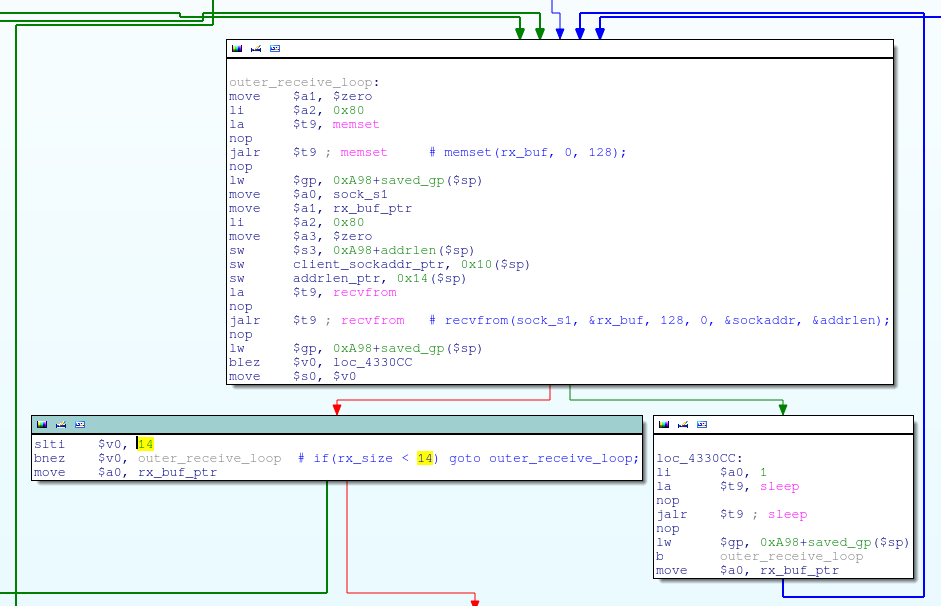 outer_receive_loop:
move $a1, $zero
li $a2, 0x80
la $t9, memset
nop
jalr $t9 ; memset # memset(rx_buf, 0, 128);
nop
lw $gp, 0xA98+saved_gp($sp)
move $a0, sock_s1
move $a1, rx_buf_ptr
li $a2, 0x80
move $a3, $zero
sw $s3, 0xA98+addrlen($sp)
sw client_sockaddr_ptr, 0x10($sp)
sw addrlen_ptr, 0x14($sp)
la $t9, recvfrom
nop
jalr $t9 ; recvfrom # recvfrom(sock_s1, &rx_buf, 128, 0, &sockaddr, &addrlen);
nop
lw $gp, 0xA98+saved_gp($sp)
blez $v0, loc_4330CC
move $s0, $v0
slti $v0, 14
bnez $v0, outer_receive_loop # if(rx_size < 14) goto outer_receive_loop;
move $a0, rx_buf_ptr
loc_4330CC:
li $a0, 1
la $t9, sleep
nop
jalr $t9 ; sleep
nop
lw $gp, 0xA98+saved_gp($sp)
b outer_receive_loop
move $a0, rx_buf_ptr